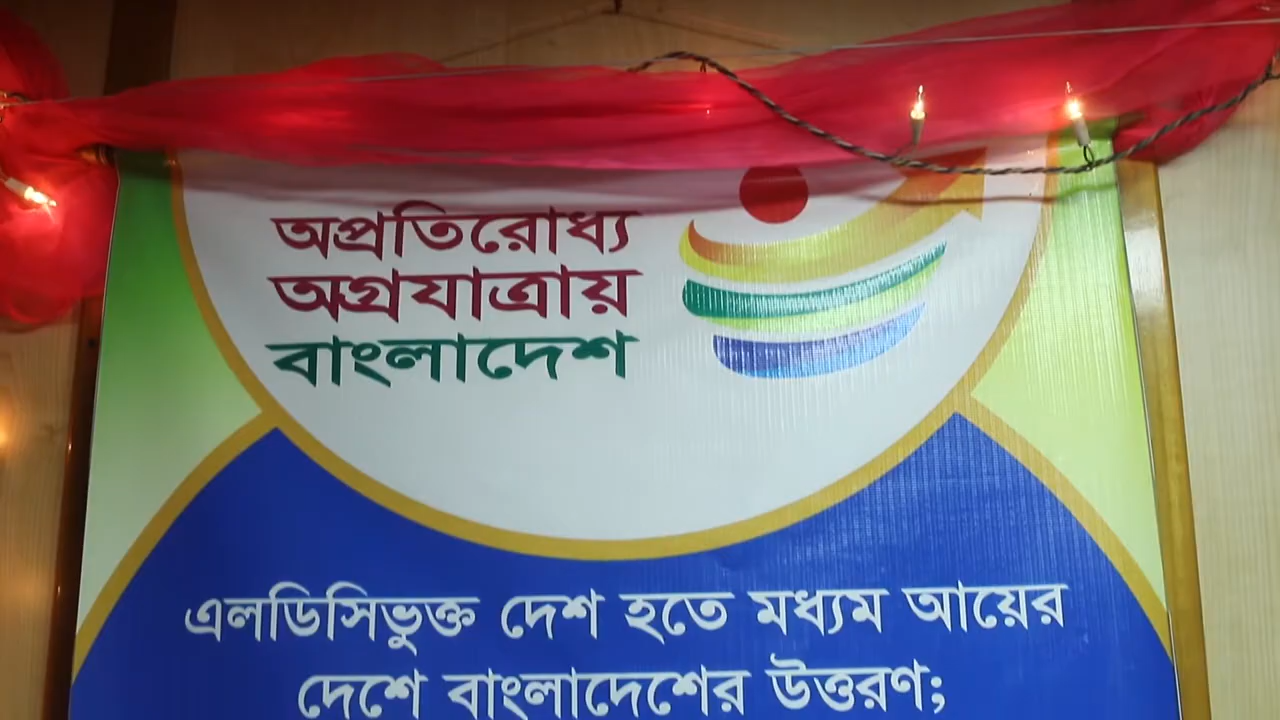 অপ্রতিরোধ্য
অগ্রযাত্রায়
বাংলাদেশ
এলডিসিভুক্ত দেশ হতে মধ্যম আয়ের
দেশে বাংলাদেশের উত্তরণ;